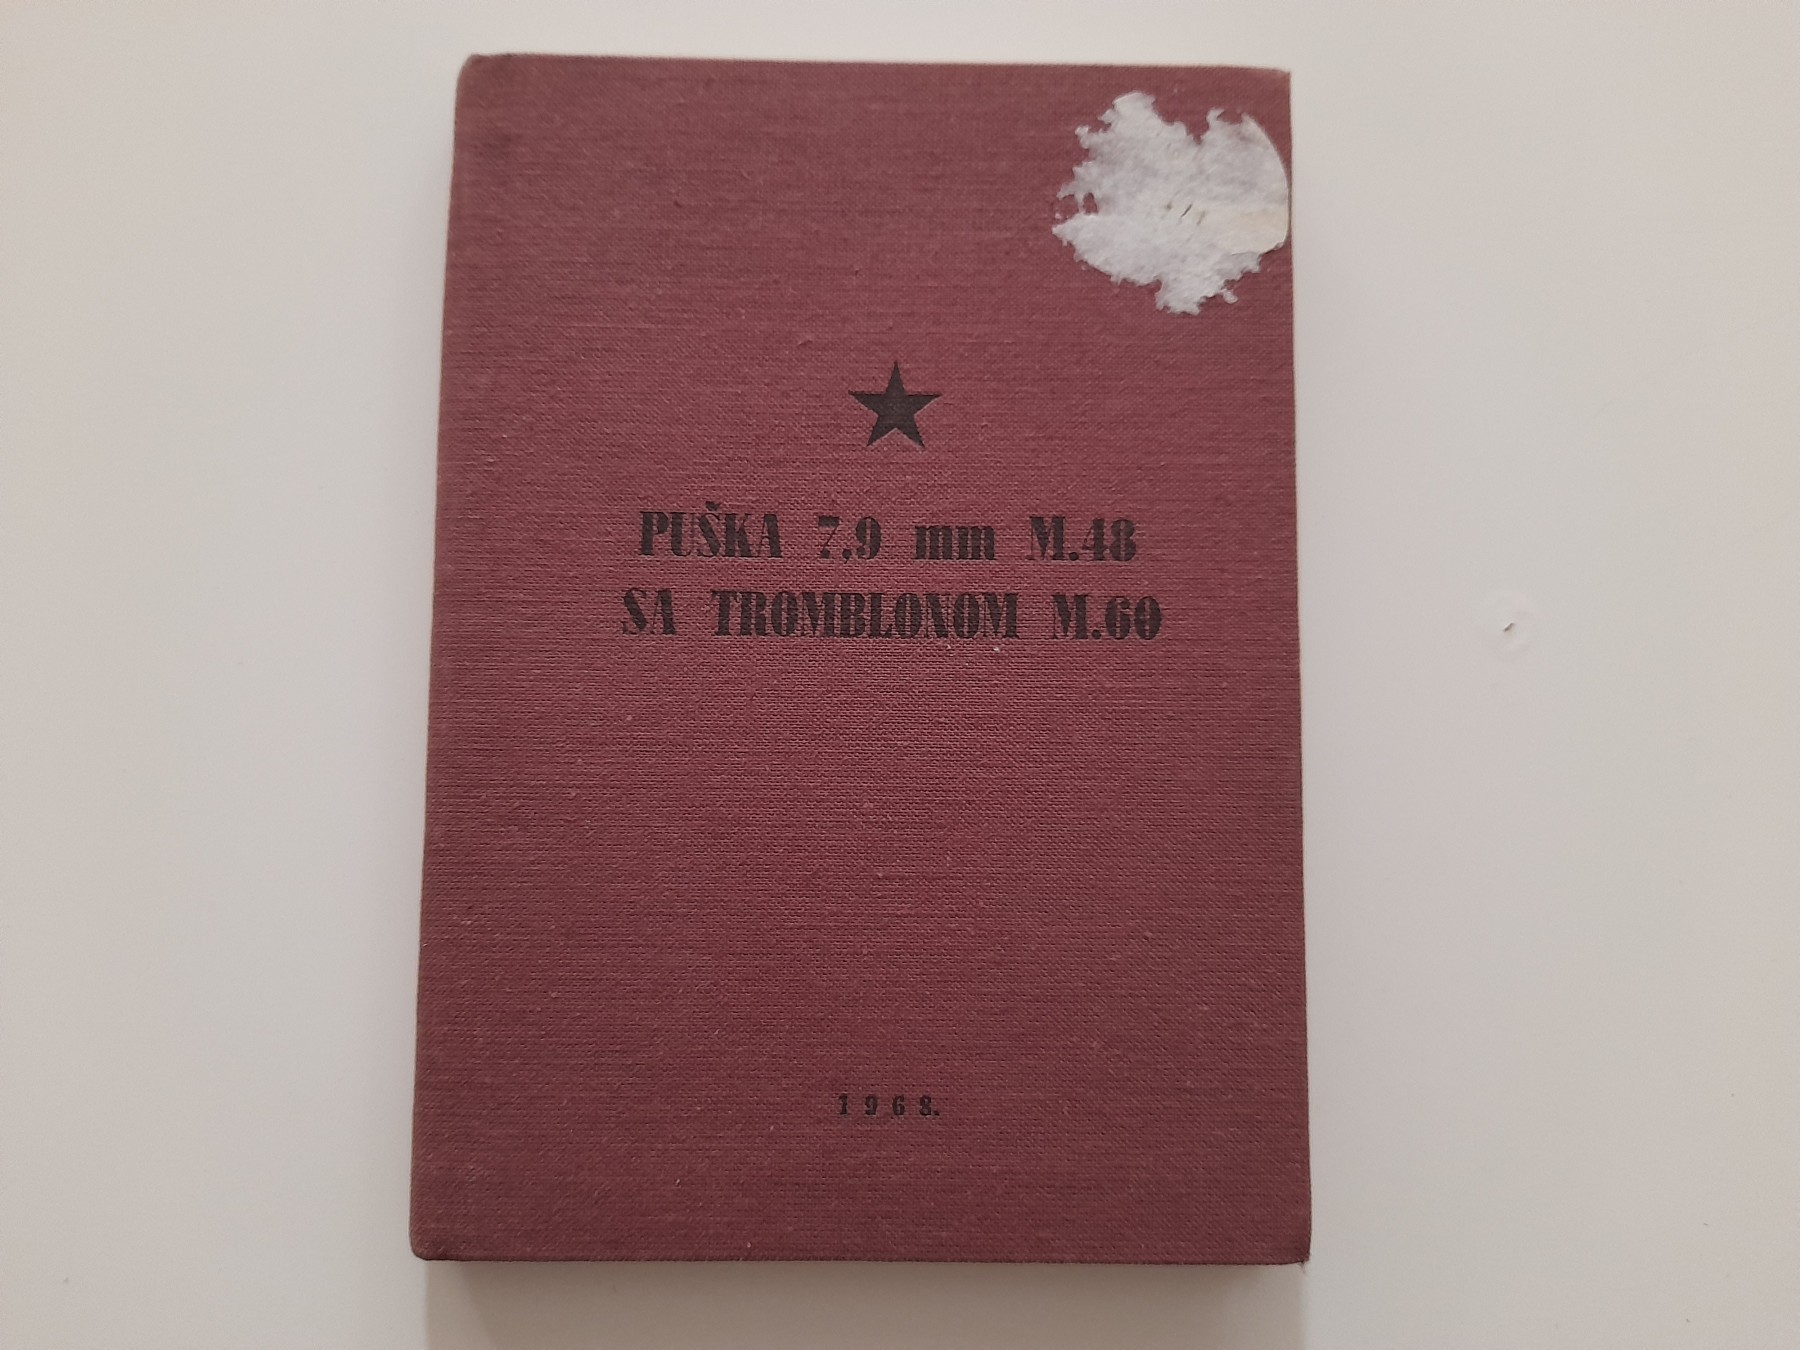 PUŠKA 7,9 mm M.48
SA TROMBLONOM M.60
1968.